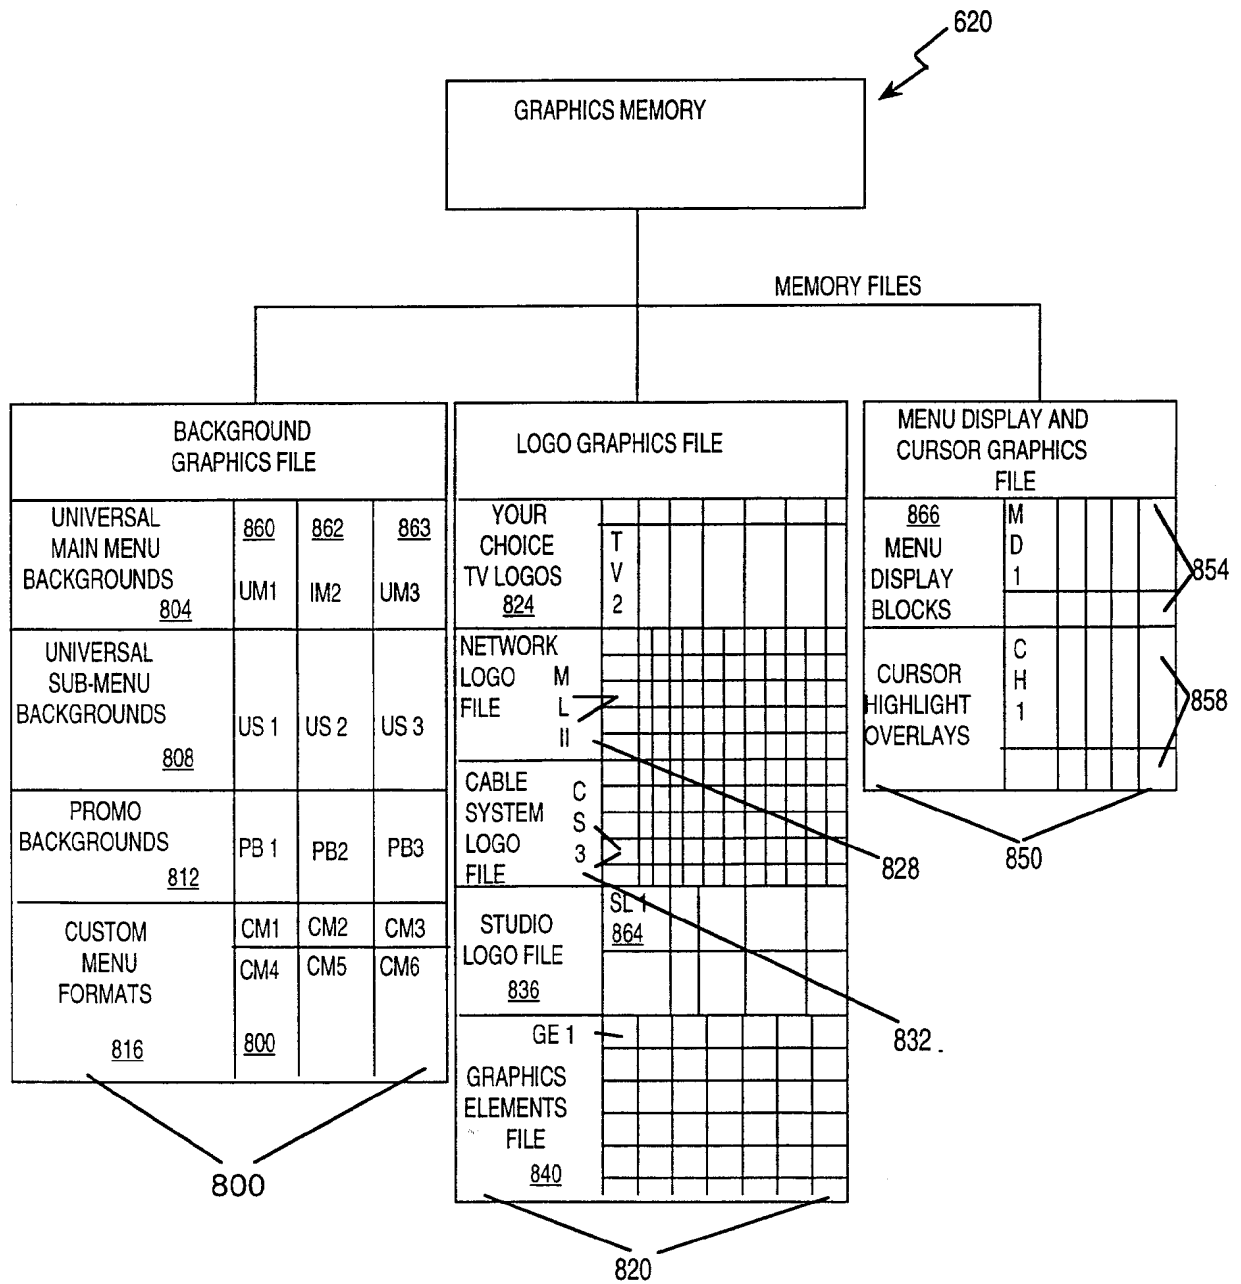 620
GRAPHICS MEMORY
MEMORY FILES
BACKGROUND
GRAPHICS FILE
UNIVERSAL
MAIN MENU
BACKGROUNDS
804
860 862 863
UM1 IM2 UM3
UNIVERSAL
SUB-MENU
BACKGROUNDS
808
US 1 US 2 US 3
PROMO
BACKGROUNDS
812
PB 1 PB2 PB3
CUSTOM
MENU
FORMATS
816
CM1 CM2 CM3
CM4 CM5 CM6
800
800
LOGO GRAPHICS FILE
YOUR
CHOICE
TV LOGOS
824
T
V
2
NETWORK
LOGO
FILE
M
L
II
828
CABLE
SYSTEM
LOGO
FILE
C
S
3
832
STUDIO
LOGO FILE
836
SL 1
864
GE 1
GRAPHICS
ELEMENTS
FILE
840
820
MENU DISPLAY AND
CURSOR GRAPHICS
FILE
866
MENU
DISPLAY
BLOCKS
M
D
1
854
CURSOR
HIGHLIGHT
OVERLAYS
C
H
1
858
850